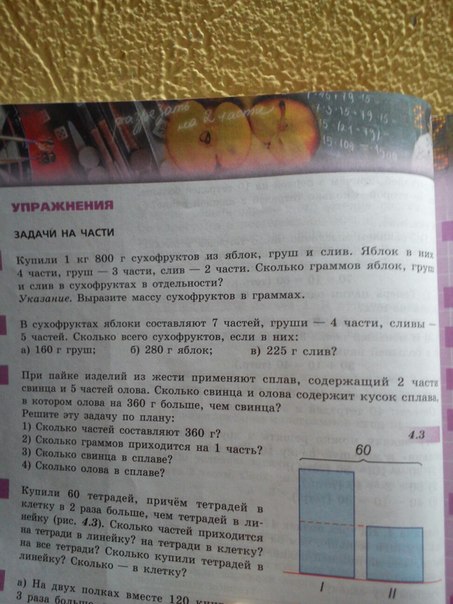 разрезать
на 2 части
УПРАЖНЕНИЯ
ЗАДАЧИ НА ЧАСТИ
Купили 1 кг 800 г сухофруктов из яблок, груш и слив. Яблок в них
4 части, груш — 3 части, слив — 2 части. Сколько граммов яблок, груш
и слив в сухофруктах в отдельности?
Указание. Выразите массу сухофруктов в граммах.
В сухофруктах яблоки составляют 7 частей, груши — 4 части, сливы —
5 частей. Сколько всего сухофруктов, если в них:
а) 160 г груш; б) 280 г яблок; в) 225 г слив?
При пайке изделий из жести применяют сплав, содержащий 2 части
свинца и 5 частей олова. Сколько свинца и олова содержит кусок сплава,
в котором олова на 360 г больше, чем свинца?
Решите эту задачу по плану:
1) Сколько частей составляют 360 г?
2) Сколько граммов приходится на 1 часть?
3) Сколько свинца в сплаве?
4) Сколько олова в сплаве?
4.3
60
I II
Купили 60 тетрадей, причём тетрадей в
клетку в 2 раза больше, чем тетрадей в ли-
нейку (рис. 4.3). Сколько частей приходится
на тетради в линейку? на тетради в клетку?
на все тетради? Сколько купили тетрадей в
линейку? Сколько — в клетку?
а) На двух полках вместе 120
3 раза больше